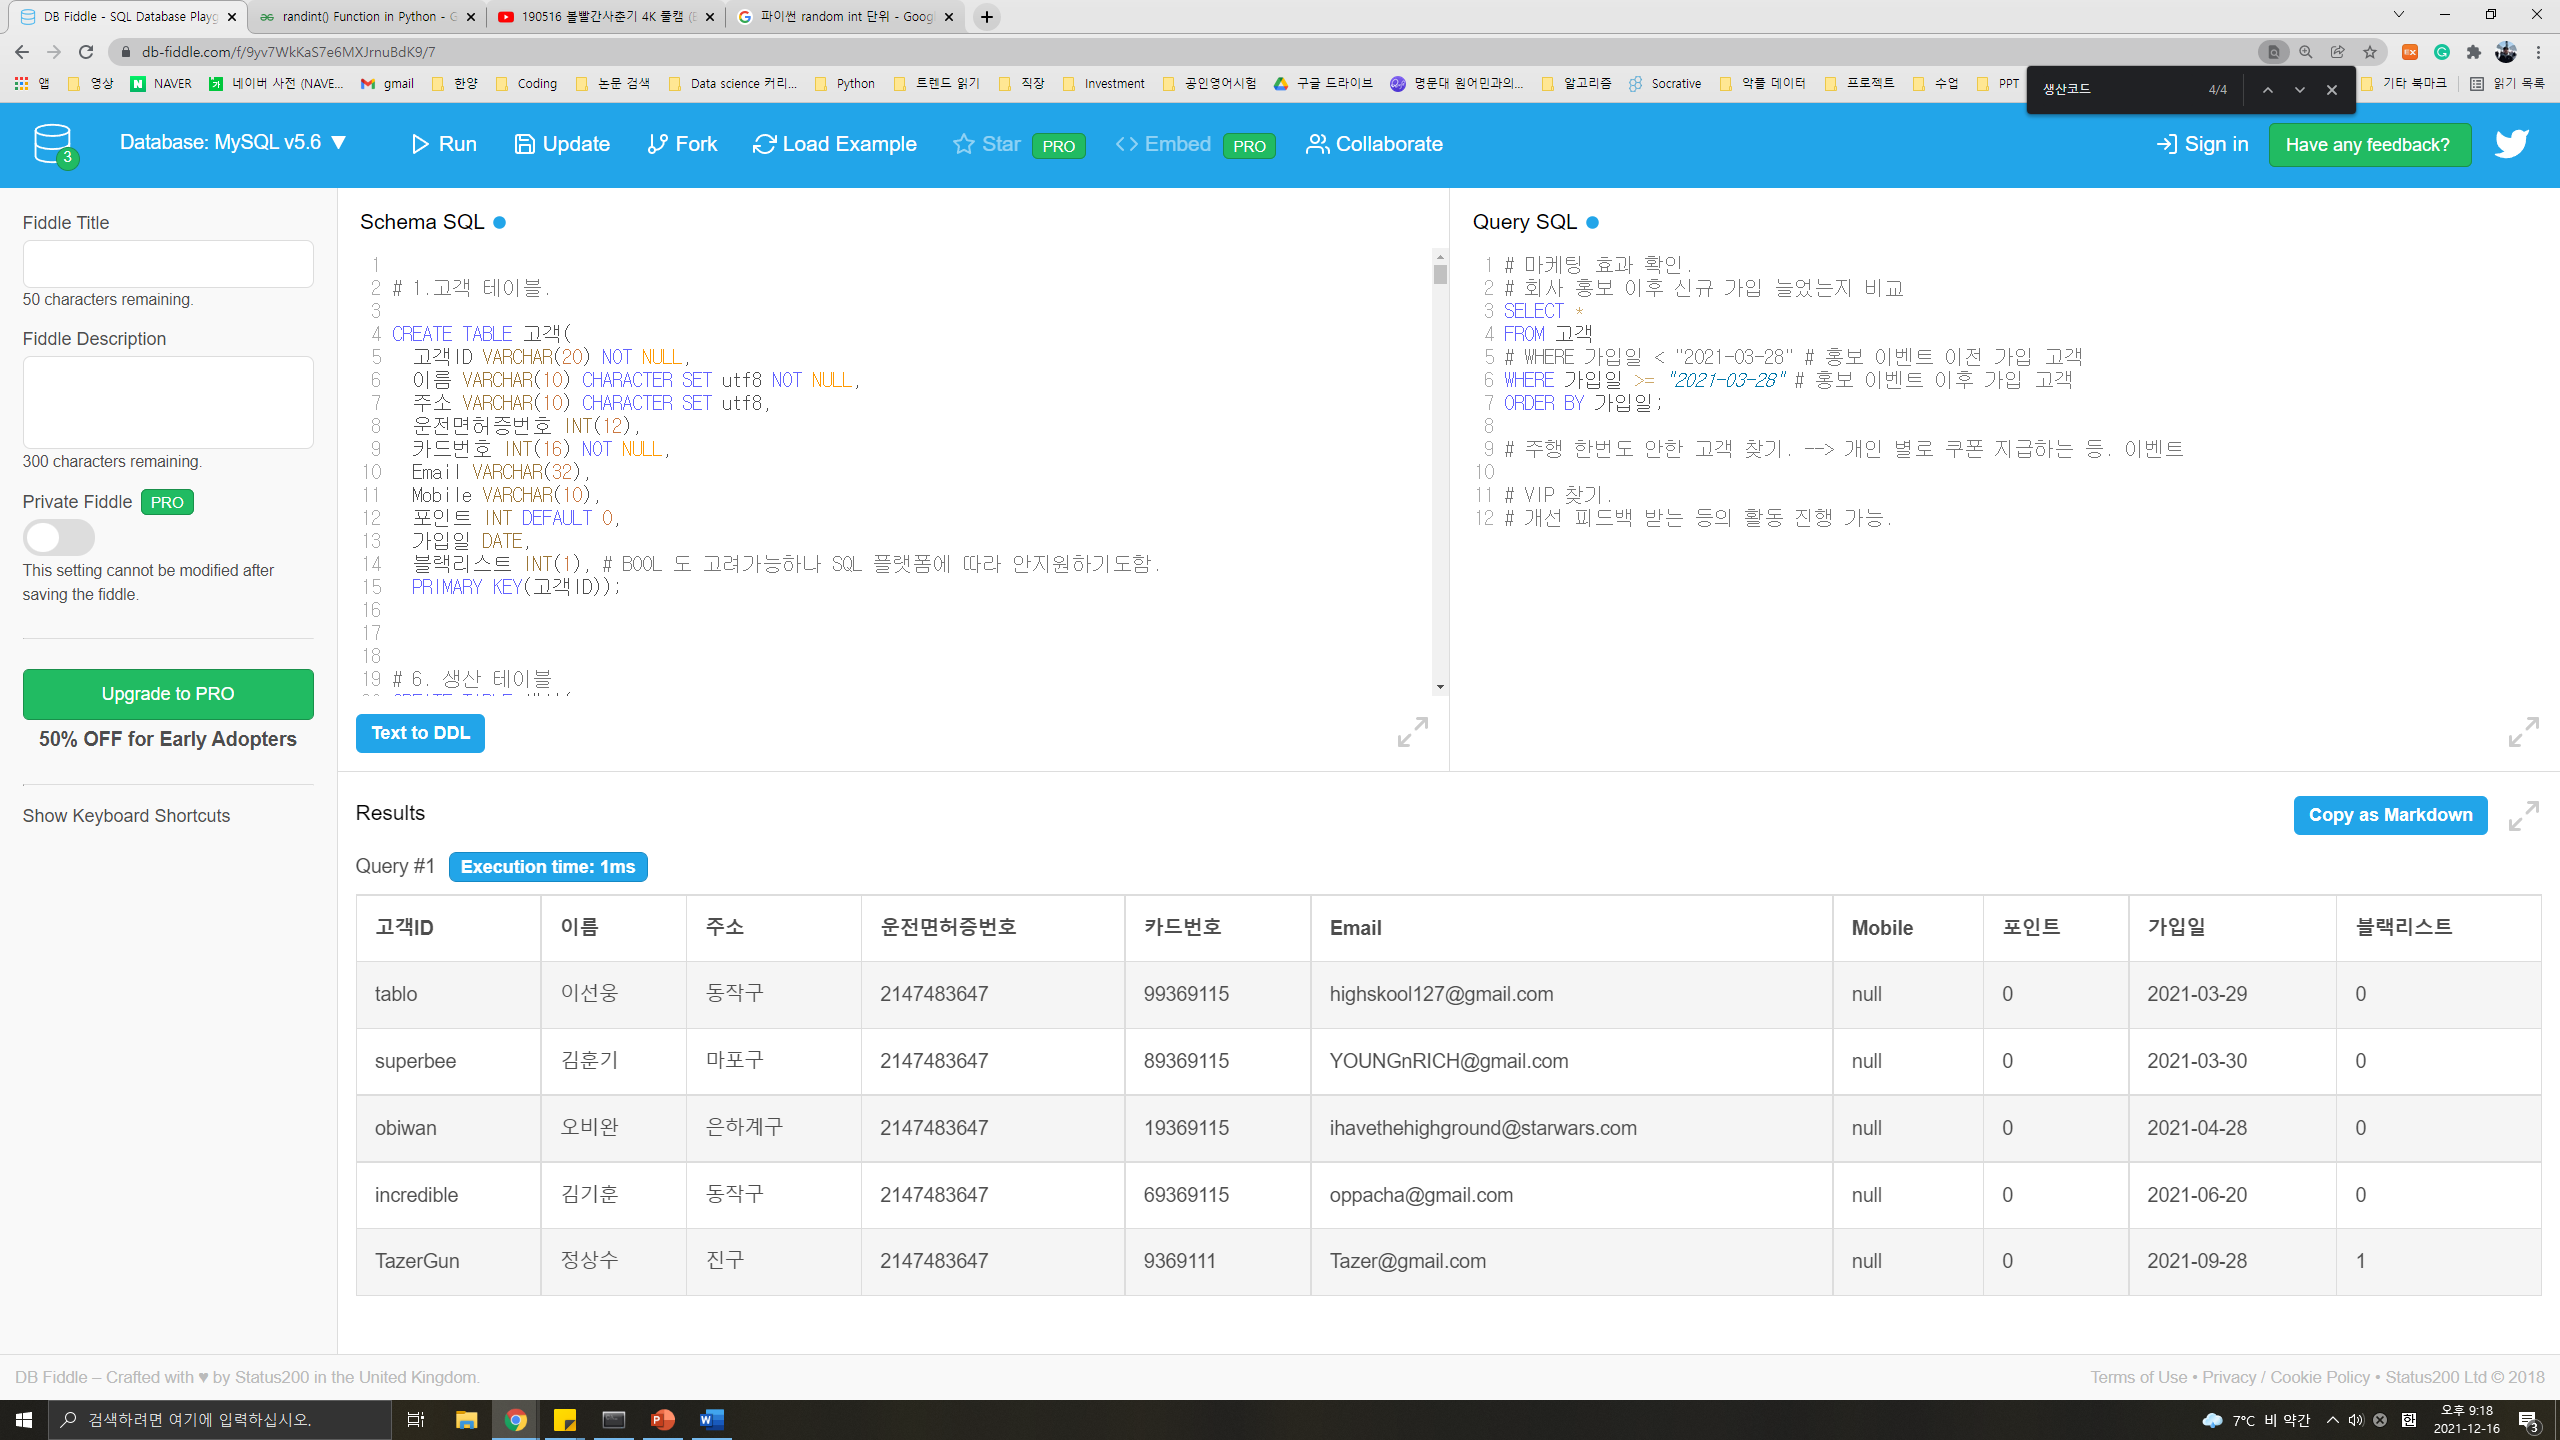 DB Fiddle - SQL Database Playg
randint() Function in Python - G
190516 볼빨간사춘기 4K 풀캠 (E
파이썬 random int 단위 - Goog
db-fiddle.com/f/9yv7WkKaS7e6MXJrnuBdK9/7
앱 영상 NAVER 네이버 사전 (NAVE... gmail 한양 Coding 논문 검색 Data science 커리... Python 트렌드 읽기 직장 Investment 공인영어시험 구글 드라이브 명문대 원어민과의... 알고리즘 Socrative 악플 데이터 프로젝트 수업 PPT 기타 북마크 읽기 목록
생산코드 4/4
3 Database: MySQL v5.6 ▼ Run Update Fork Load Example Star PRO Embed PRO Collaborate Sign in Have any feedback?
Fiddle Title
50 characters remaining.
Fiddle Description
300 characters remaining.
Private Fiddle PRO
This setting cannot be modified after
saving the fiddle.
Upgrade to PRO
50% OFF for Early Adopters
Show Keyboard Shortcuts
Schema SQL
1
2 # 1.고객 테이블.
3
4 CREATE TABLE 고객(
5 고객ID VARCHAR(20) NOT NULL,
6 이름 VARCHAR(10) CHARACTER SET utf8 NOT NULL,
7 주소 VARCHAR(10) CHARACTER SET utf8,
8 운전면허증번호 INT(12),
9 카드번호 INT(16) NOT NULL,
10 Email VARCHAR(32),
11 Mobile VARCHAR(10),
12 포인트 INT DEFAULT 0,
13 가입일 DATE,
14 블랙리스트 INT(1), # BOOL 도 고려가능하나 SQL 플랫폼에 따라 안지원하기도함.
15 PRIMARY KEY(고객ID));
16
17
18
19 # 6. 생산 테이블
Text to DDL
Query SQL
1 # 마케팅 효과 확인.
2 # 회사 홍보 이후 신규 가입 늘었는지 비교
3 SELECT *
4 FROM 고객
5 # WHERE 가입일 < "2021-03-28" # 홍보 이벤트 이전 가입 고객
6 WHERE 가입일 >= "2021-03-28" # 홍보 이벤트 이후 가입 고객
7 ORDER BY 가입일;
8
9 # 주행 한번도 안한 고객 찾기. --> 개인 별로 쿠폰 지급하는 등. 이벤트
10
11 # VIP 찾기.
12 # 개선 피드백 받는 등의 활동 진행 가능.
Results
Copy as Markdown
Query #1 Execution time: 1ms
고객ID 이름 주소 운전면허증번호 카드번호 Email Mobile 포인트 가입일 블랙리스트
tablo 이선웅 동작구 2147483647 99369115 highskool127@gmail.com null 0 2021-03-29 0
superbee 김훈기 마포구 2147483647 89369115 YOUNGnRICH@gmail.com null 0 2021-03-30 0
obiwan 오비완 은하계구 2147483647 19369115 ihavethehighground@starwars.com null 0 2021-04-28 0
incredible 김기훈 동작구 2147483647 69369115 oppacha@gmail.com null 0 2021-06-20 0
TazerGun 정상수 진구 2147483647 9369111 Tazer@gmail.com null 0 2021-09-28 1
DB Fiddle – Crafted with ♥ by Status200 in the United Kingdom.
Terms of Use • Privacy / Cookie Policy • Status200 Ltd © 2018
검색하려면 여기에 입력하십시오.
7°C 비 약간
한
오후 9:18
2021-12-16
3